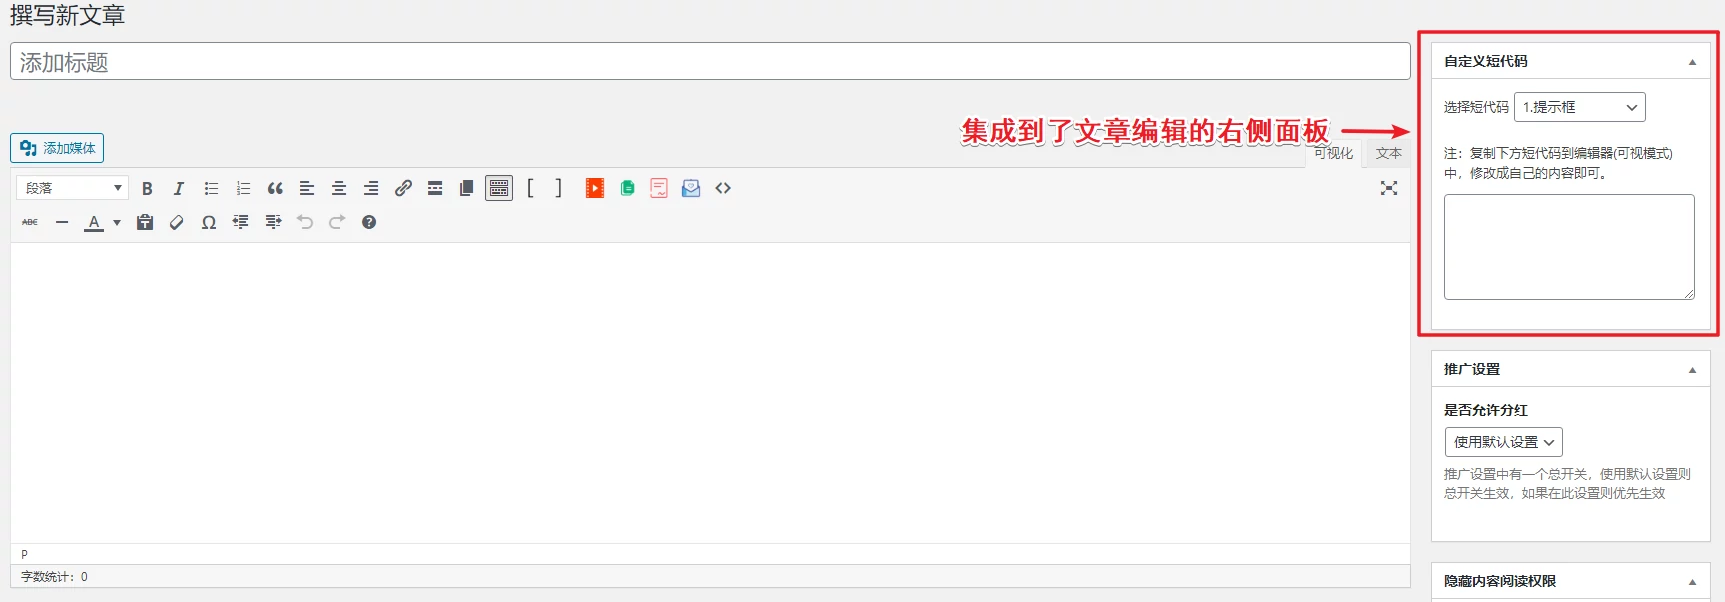 撰写新文章
添加标题
集成到了文章编辑的右侧面板
添加媒体
可视化
文本
段落
B
I
[
]
ABC
A
Ω
P
字数统计：0
自定义短代码
选择短代码
1.提示框
注：复制下方短代码到编辑器(可视模式)
中，修改成自己的内容即可。
推广设置
是否允许分红
使用默认设置
推广设置中有一个总开关，使用默认设置则
总开关生效，如果在此设置则优先生效
隐藏内容阅读权限